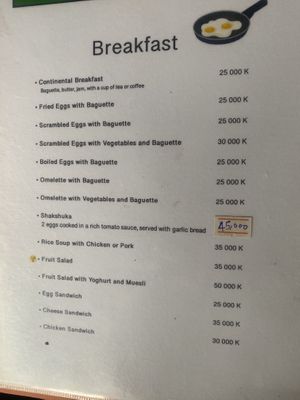 Breakfast
• Continental Breakfast 25 000 K
Baguette, butter, jam, with a cup of tea or coffee
• Fried Eggs with Baguette 25 000 K
• Scrambled Eggs with Baguette 25 000 K
• Scrambled Eggs with Vegetables and Baguette 30 000 K
• Boiled Eggs with Baguette 25 000 K
• Omelette with Baguette 25 000 K
• Omelette with Vegetables and Baguette 25 000 K
• Shakshuka
2 eggs cooked in a rich tomato sauce, served with garlic bread 45,000
• Rice Soup with Chicken or Pork 35 000 K
• Fruit Salad 35 000 K
• Fruit Salad with Yoghurt and Muesli 50 000 K
• Egg Sandwich 25 000 K
• Cheese Sandwich 35 000 K
• Chicken Sandwich 30 000 K